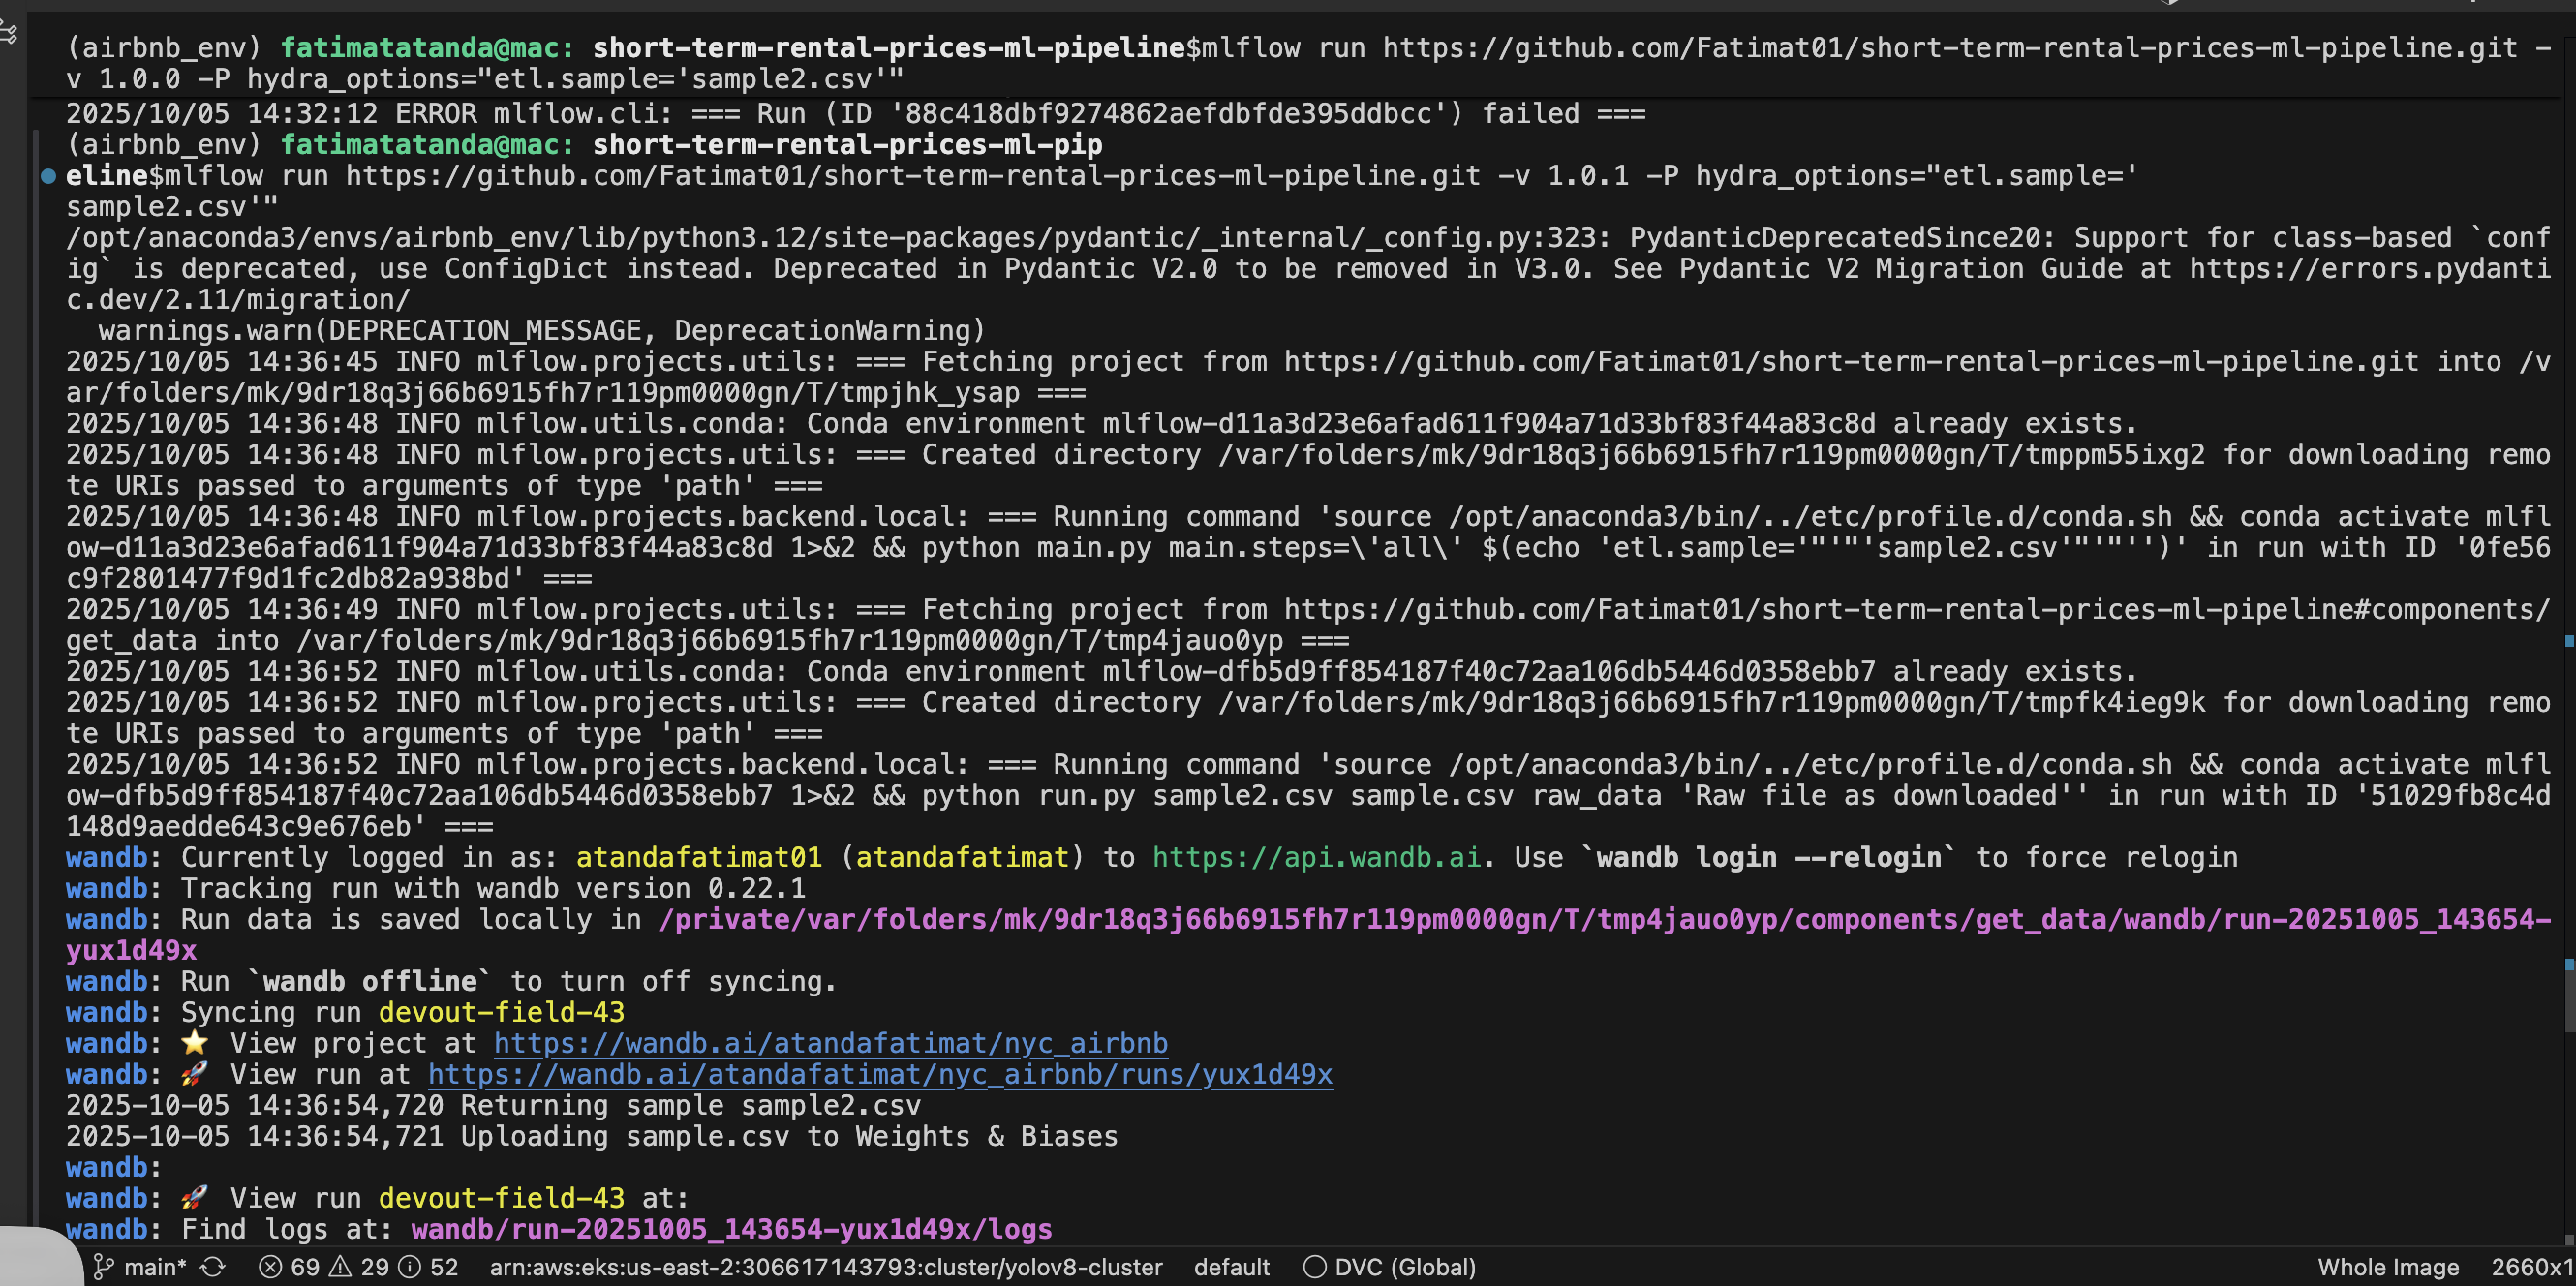 (airbnb_env) fatimatatanda@mac: short-term-rental-prices-ml-pipeline$mlflow run https://github.com/Fatimat01/short-term-rental-prices-ml-pipeline.git -
v 1.0.0 -P hydra_options="etl.sample='sample2.csv'"
2025/10/05 14:32:12 ERROR mlflow.cli: === Run (ID '88c418dbf9274862aefdbfde395ddbcc') failed ===
(airbnb_env) fatimatatanda@mac: short-term-rental-prices-ml-pip
eline$mlflow run https://github.com/Fatimat01/short-term-rental-prices-ml-pipeline.git -v 1.0.1 -P hydra_options="etl.sample='
sample2.csv'"
/opt/anaconda3/envs/airbnb_env/lib/python3.12/site-packages/pydantic/_internal/_config.py:323: PydanticDeprecatedSince20: Support for class-based `conf
ig` is deprecated, use ConfigDict instead. Deprecated in Pydantic V2.0 to be removed in V3.0. See Pydantic V2 Migration Guide at https://errors.pydanti
c.dev/2.11/migration/
  warnings.warn(DEPRECATION_MESSAGE, DeprecationWarning)
2025/10/05 14:36:45 INFO mlflow.projects.utils: === Fetching project from https://github.com/Fatimat01/short-term-rental-prices-ml-pipeline.git into /v
ar/folders/mk/9dr18q3j66b6915fh7r119pm0000gn/T/tmpjhk_ysap ===
2025/10/05 14:36:48 INFO mlflow.utils.conda: Conda environment mlflow-d11a3d23e6afad611f904a71d33bf83f44a83c8d already exists.
2025/10/05 14:36:48 INFO mlflow.projects.utils: === Created directory /var/folders/mk/9dr18q3j66b6915fh7r119pm0000gn/T/tmppm55ixg2 for downloading remo
te URIs passed to arguments of type 'path' ===
2025/10/05 14:36:48 INFO mlflow.projects.backend.local: === Running command 'source /opt/anaconda3/bin/../etc/profile.d/conda.sh && conda activate mlfl
ow-d11a3d23e6afad611f904a71d33bf83f44a83c8d 1>&2 && python main.py main.steps=\'all\' $(echo 'etl.sample='"'"'sample2.csv'"'"'')' in run with ID '0fe56
c9f2801477f9d1fc2db82a938bd' ===
2025/10/05 14:36:49 INFO mlflow.projects.utils: === Fetching project from https://github.com/Fatimat01/short-term-rental-prices-ml-pipeline#components/
get_data into /var/folders/mk/9dr18q3j66b6915fh7r119pm0000gn/T/tmp4jauo0yp ===
2025/10/05 14:36:52 INFO mlflow.utils.conda: Conda environment mlflow-dfb5d9ff854187f40c72aa106db5446d0358ebb7 already exists.
2025/10/05 14:36:52 INFO mlflow.projects.utils: === Created directory /var/folders/mk/9dr18q3j66b6915fh7r119pm0000gn/T/tmpfk4ieg9k for downloading remo
te URIs passed to arguments of type 'path' ===
2025/10/05 14:36:52 INFO mlflow.projects.backend.local: === Running command 'source /opt/anaconda3/bin/../etc/profile.d/conda.sh && conda activate mlfl
ow-dfb5d9ff854187f40c72aa106db5446d0358ebb7 1>&2 && python run.py sample2.csv sample.csv raw_data 'Raw file as downloaded'' in run with ID '51029fb8c4d
148d9aedde643c9e676eb' ===
wandb: Currently logged in as: atandafatimat01 (atandafatimat) to https://api.wandb.ai. Use `wandb login --relogin` to force relogin
wandb: Tracking run with wandb version 0.22.1
wandb: Run data is saved locally in /private/var/folders/mk/9dr18q3j66b6915fh7r119pm0000gn/T/tmp4jauo0yp/components/get_data/wandb/run-20251005_143654-
yux1d49x
wandb: Run `wandb offline` to turn off syncing.
wandb: Syncing run devout-field-43
wandb: ⭐ View project at https://wandb.ai/atandafatimat/nyc_airbnb
wandb: 🚀 View run at https://wandb.ai/atandafatimat/nyc_airbnb/runs/yux1d49x
2025-10-05 14:36:54,720 Returning sample sample2.csv
2025-10-05 14:36:54,721 Uploading sample.csv to Weights & Biases
wandb:
wandb: 🚀 View run devout-field-43 at:
wandb: Find logs at: wandb/run-20251005_143654-yux1d49x/logs
main* 69 29 52 arn:aws:eks:us-east-2:306617143793:cluster/yolov8-cluster default DVC (Global) Whole Image 2660x1